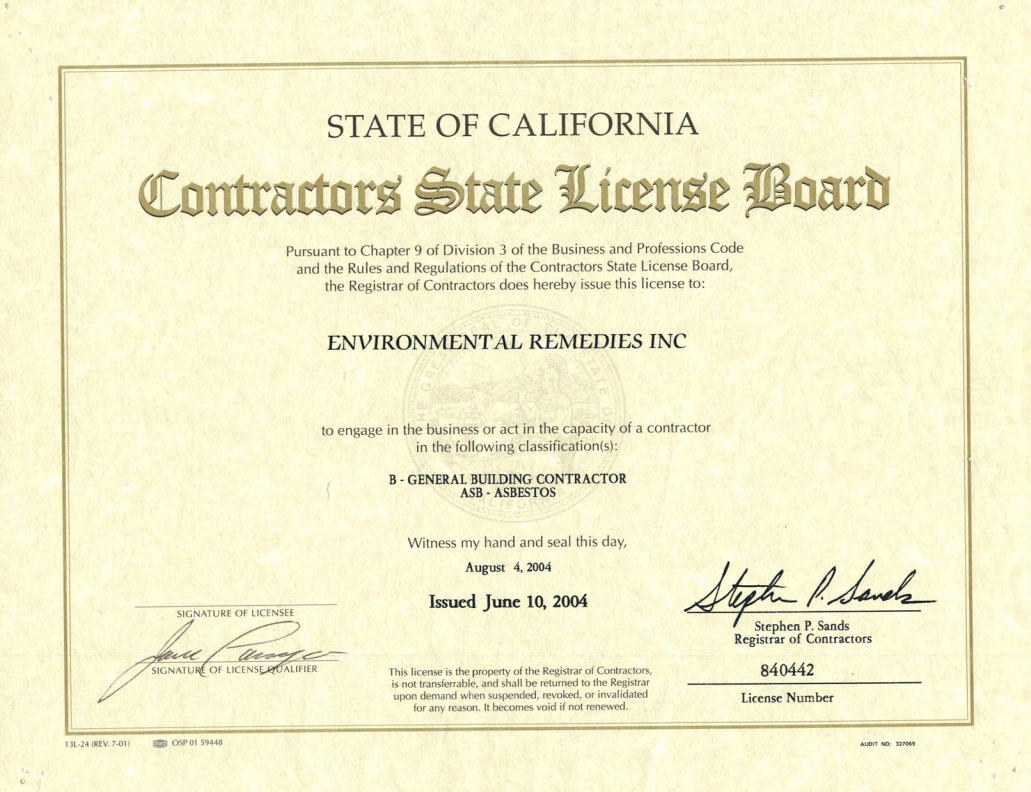 STATE OF CALIFORNIA
Contractors State License Board
Pursuant to Chapter 9 of Division 3 of the Business and Professions Code
and the Rules and Regulations of the Contractors State License Board,
the Registrar of Contractors does hereby issue this license to:
ENVIRONMENTAL REMEDIES INC
to engage in the business or act in the capacity of a contractor
in the following classification(s):
B - GENERAL BUILDING CONTRACTOR
ASB - ASBESTOS
Witness my hand and seal this day,
August 4, 2004
Issued June 10, 2004
SIGNATURE OF LICENSEE
SIGNATURE OF LICENSE QUALIFIER
This license is the property of the Registrar of Contractors,
is not transferrable, and shall be returned to the Registrar
upon demand when suspended, revoked, or invalidated
for any reason. It becomes void if not renewed.
Stephen P. Sands
Stephen P. Sands
Registrar of Contractors
840442
License Number
13L-24 (REV. 7-01)
OSP 01 59448
AUDIT NO: 327069